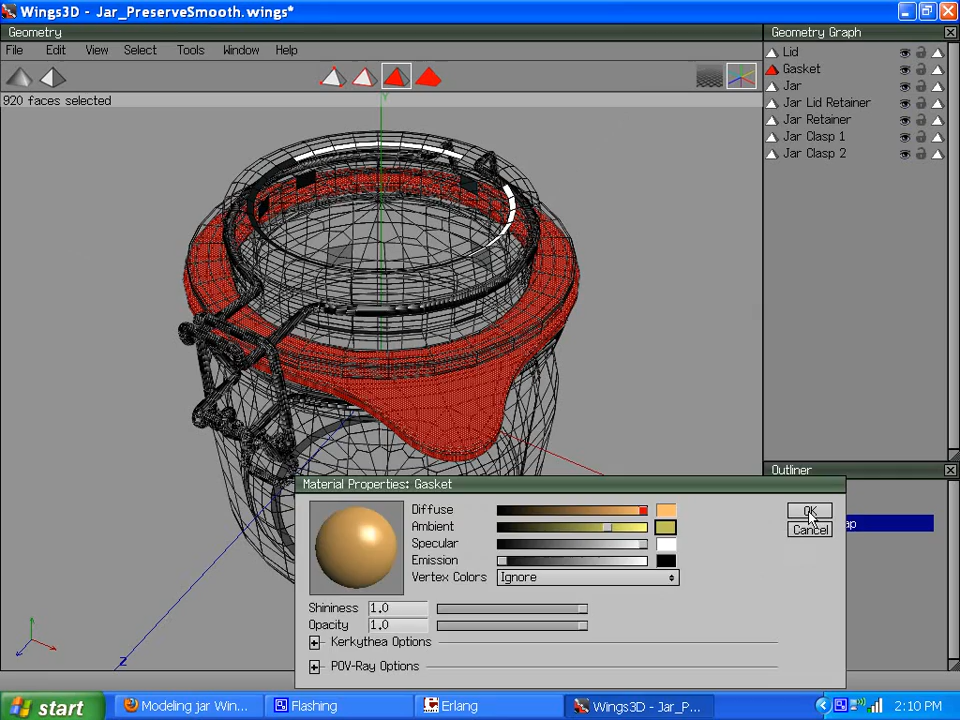 Wings3D - Jar_PreserveSmooth.wings*
Geometry
File Edit View Select Tools Window Help
920 faces selected
Y
Z
Geometry Graph
Lid
Gasket
Jar
Jar Lid Retainer
Jar Retainer
Jar Clasp 1
Jar Clasp 2
Outliner
ap
Material Properties: Gasket
Diffuse
Ambient
Specular
Emission
Vertex Colors Ignore
OK
Cancel
Shininess 1.0
Opacity 1.0
Kerkythea Options
POV-Ray Options
start Modeling jar Win... Flashing Erlang Wings3D - Jar_P... 2:10 PM